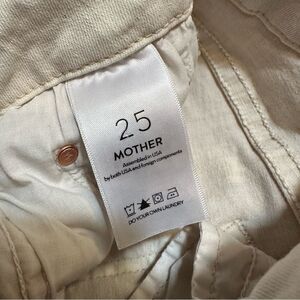 25
MOTHER
Assembled in USA
by both USA and foreign components
DO YOUR OWN LAUNDRY